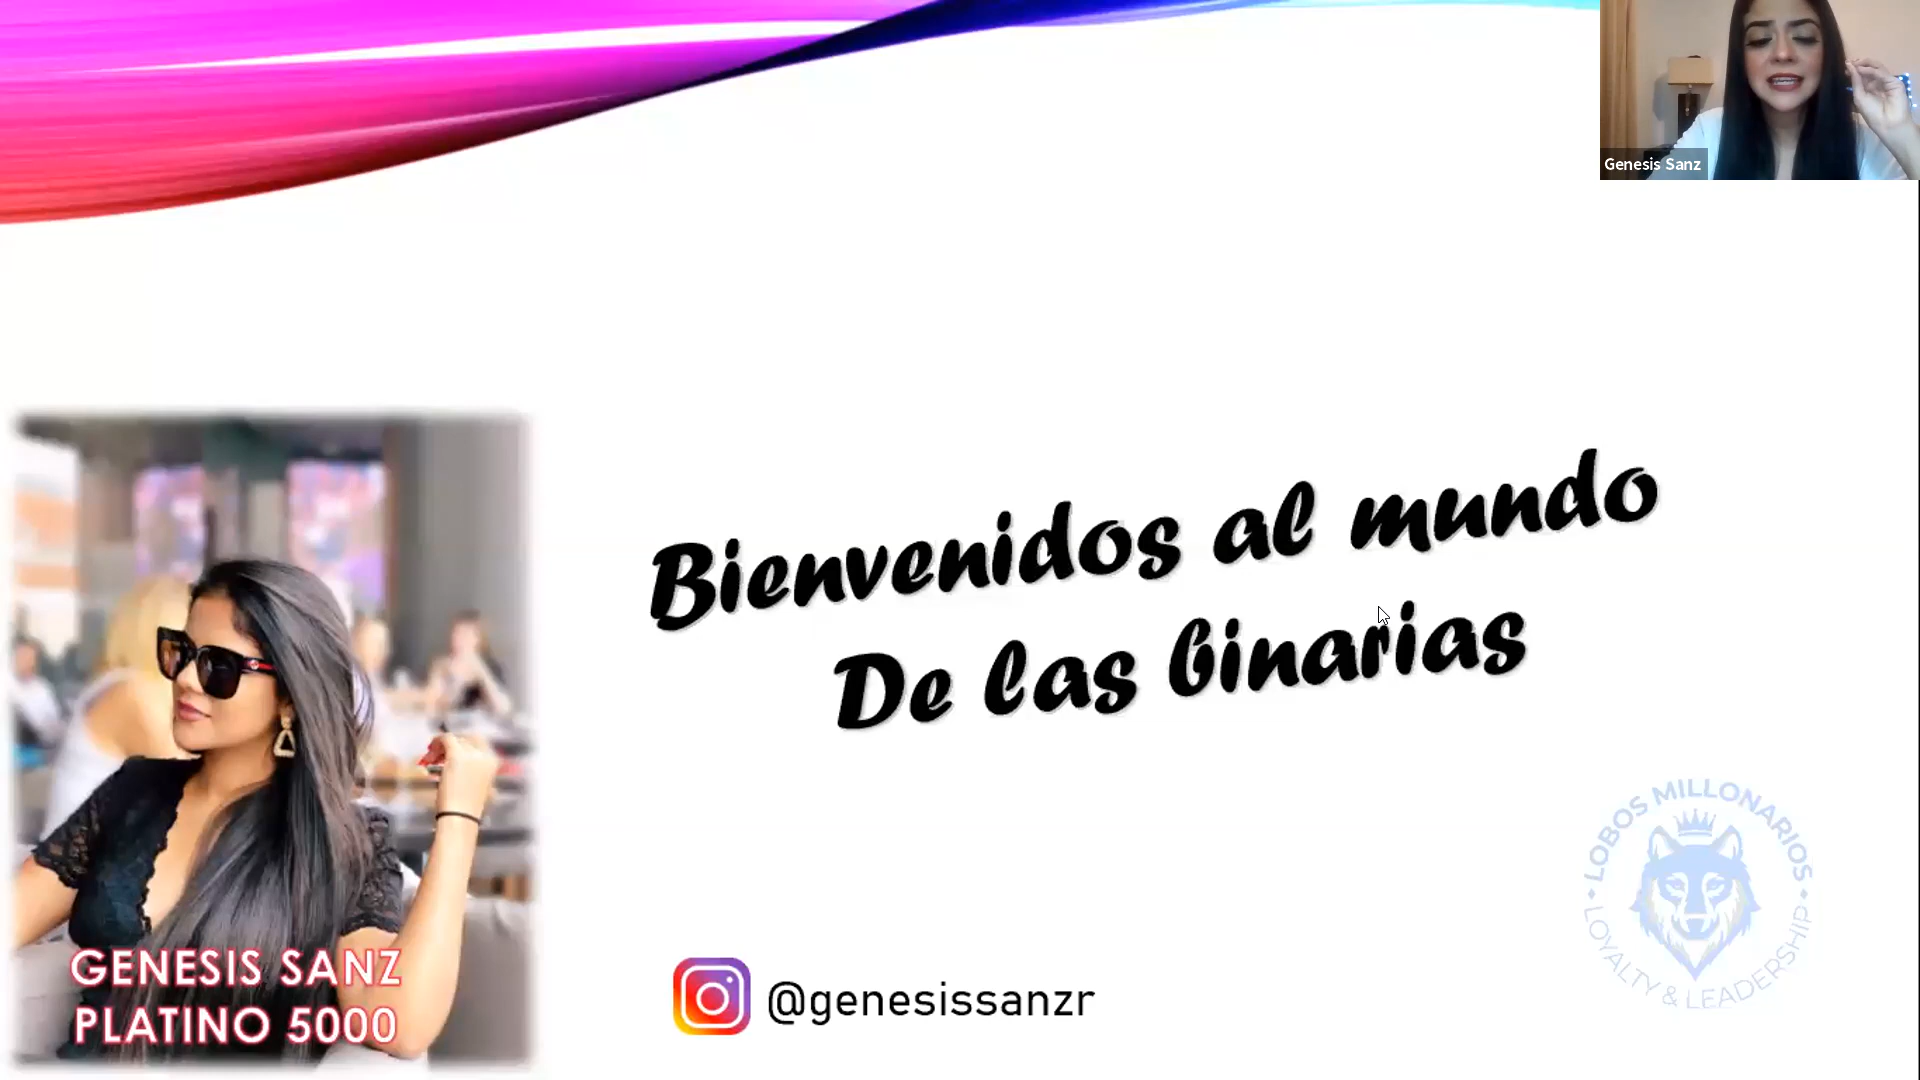 Genesis Sanz
Bienvenidos al mundo
De las binarias
LOBOS MILLONARIOS
LOYALTY & LEADERSHIP
GENESIS SANZ
PLATINO 5000
@genesissanzr